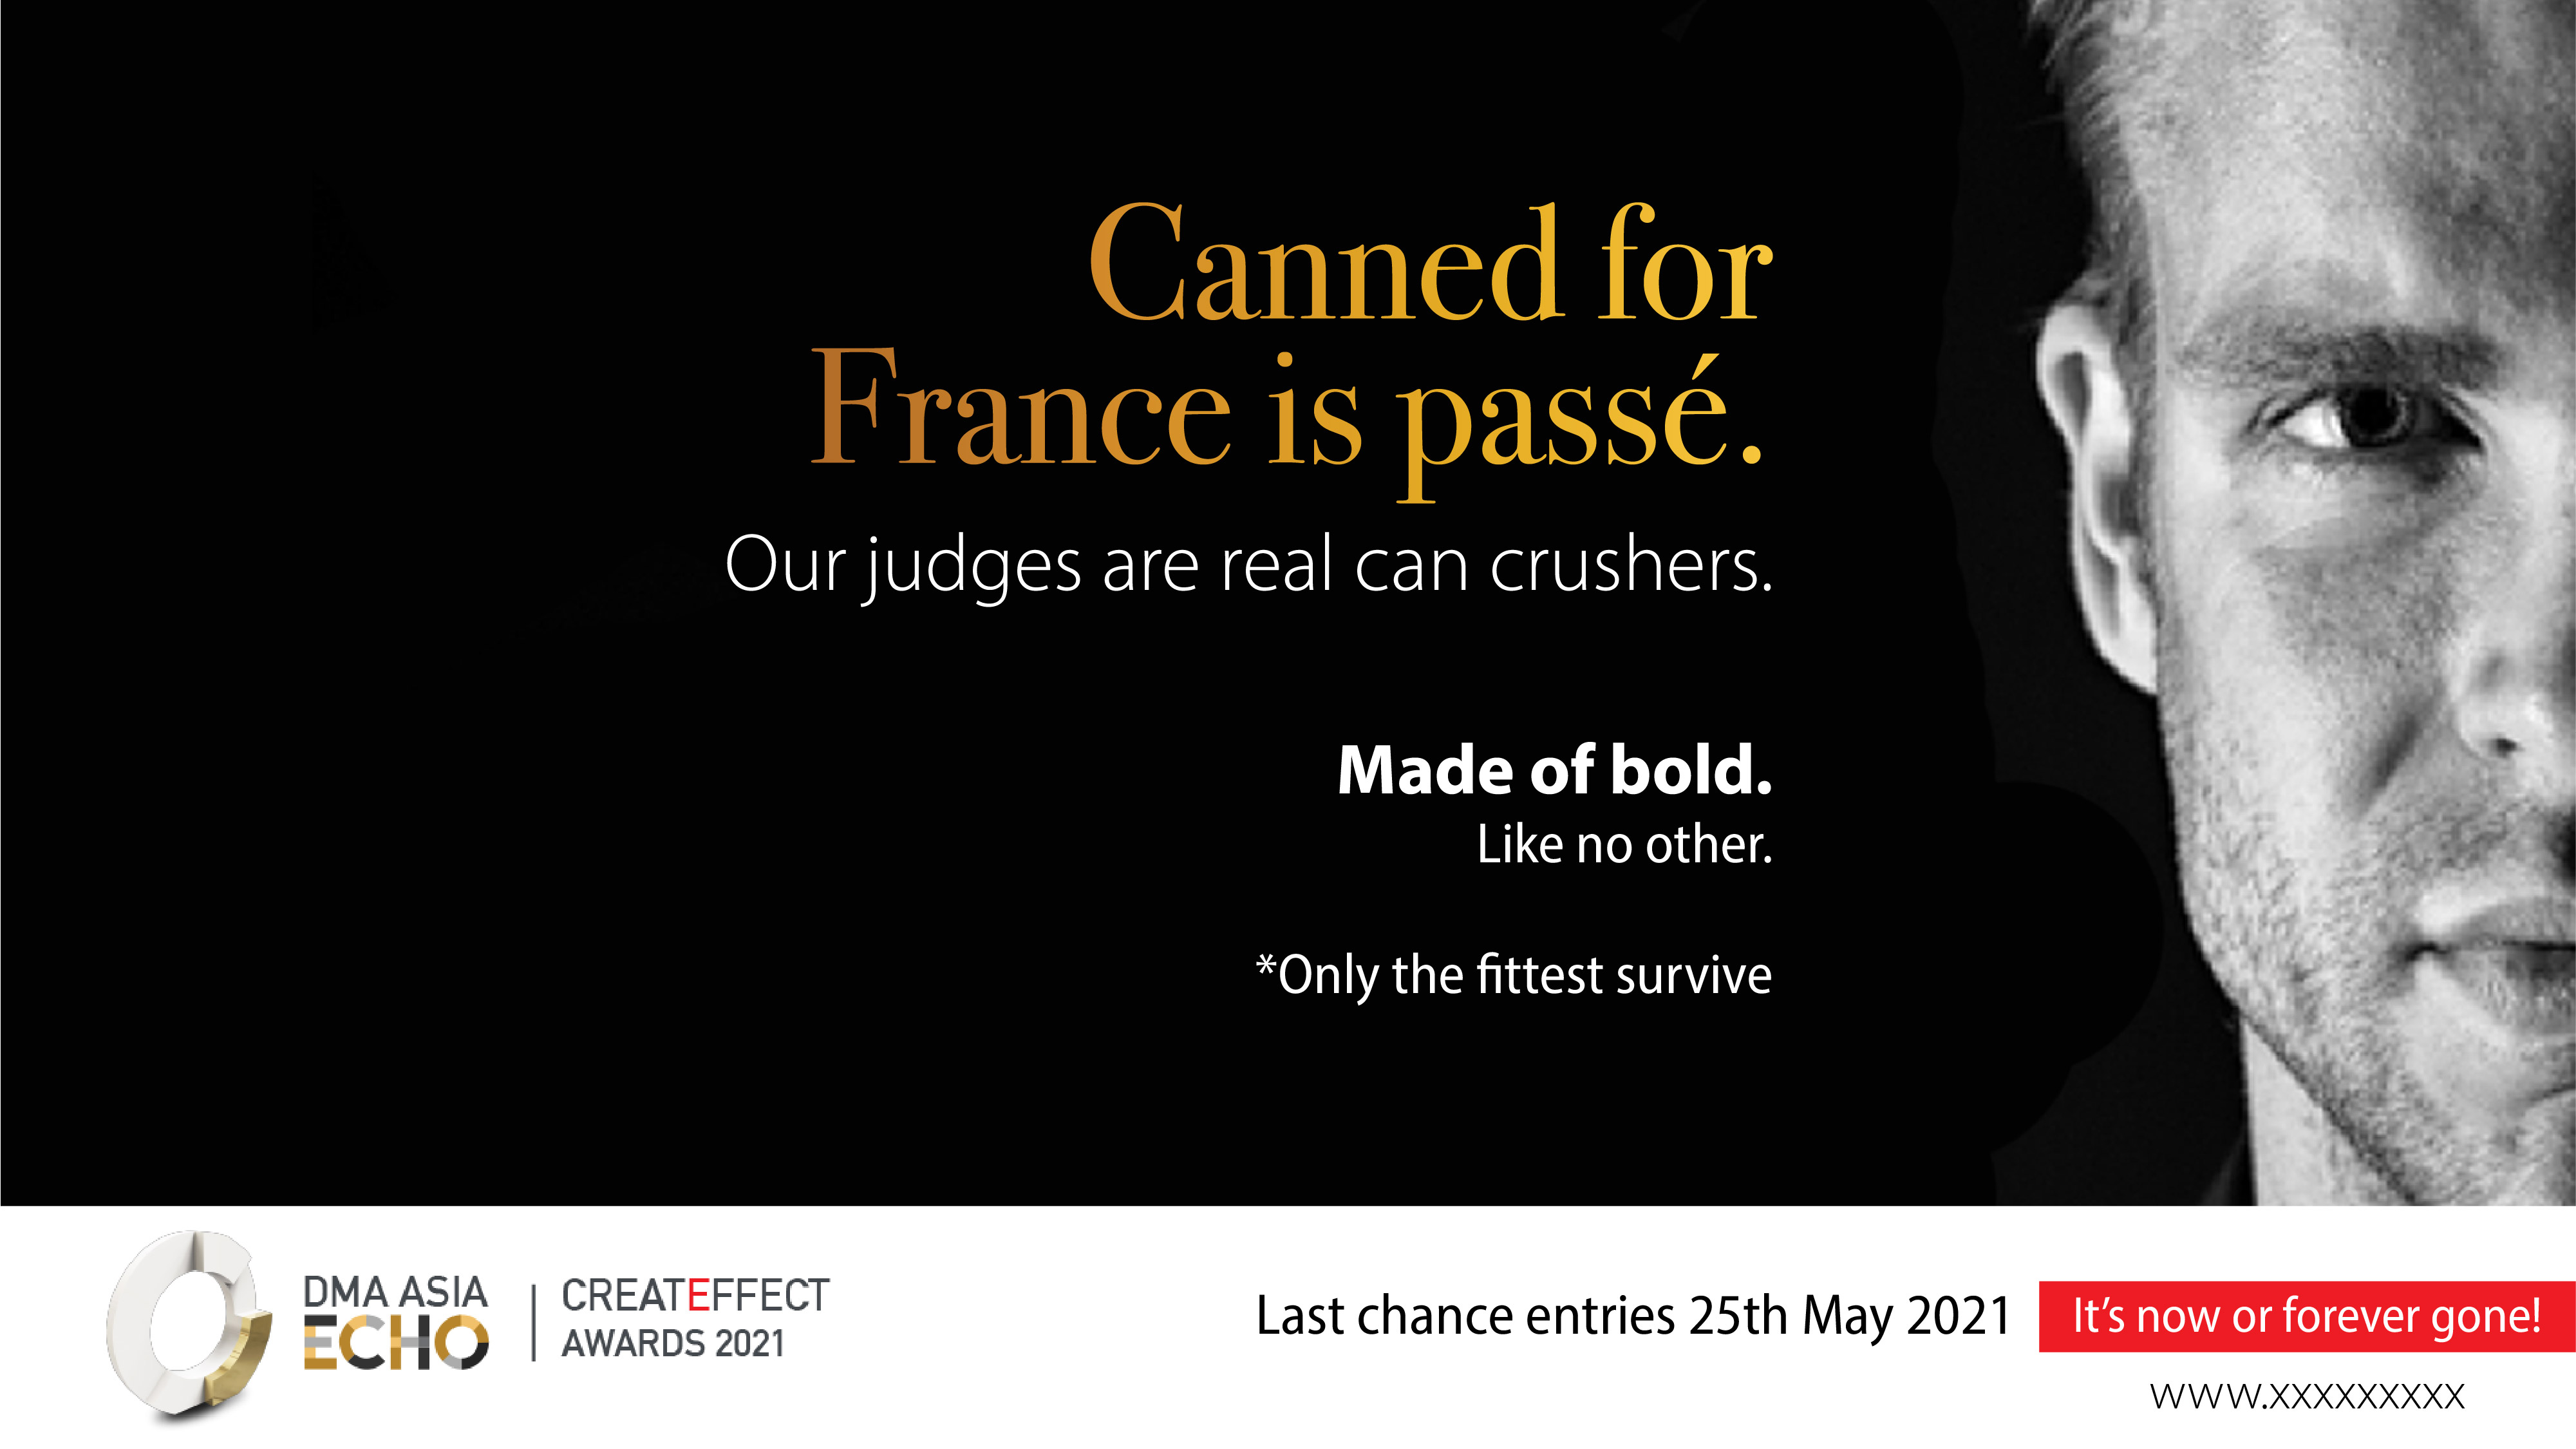 Canned for
France is passé.
Our judges are real can crushers.
Made of bold.
Like no other.
*Only the fittest survive
DMA ASIA
ECHO
CREATEFFECT
AWARDS 2021
Last chance entries 25th May 2021
It's now or forever gone!
www.xxxxxxxxx